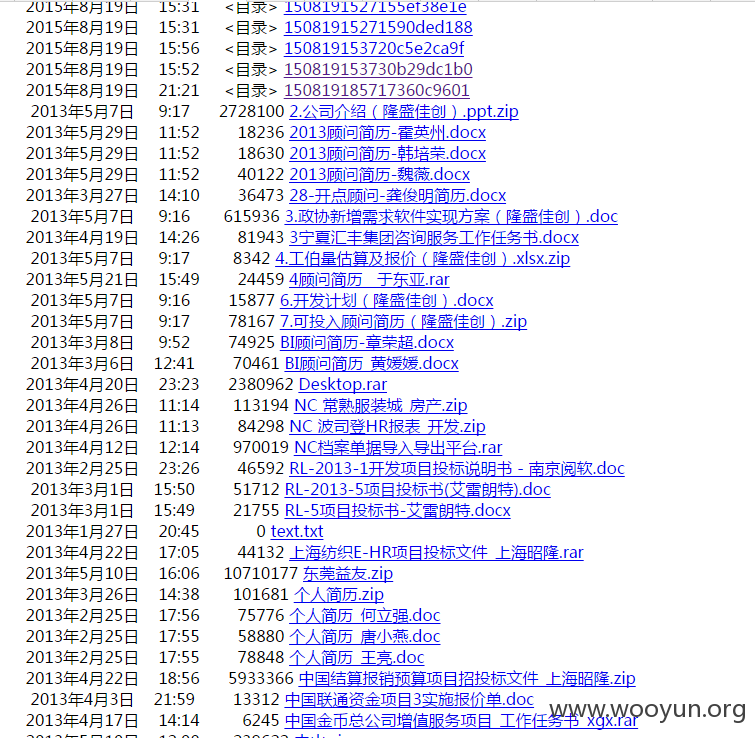 2015年8月19日 15:31 <目录> 1508191527155ef38e1e
2015年8月19日 15:31 <目录> 150819152715​90ded188
2015年8月19日 15:56 <目录> 150819153720c5e2ca9f
2015年8月19日 15:52 <目录> 150819153730b29dc1b0
2015年8月19日 21:21 <目录> 150819185717360c9601
2013年5月7日 9:17 2728100 2.公司介绍（隆盛佳创）.ppt.zip
2013年5月29日 11:52 18236 2013顾问简历-霍英州.docx
2013年5月29日 11:52 18630 2013顾问简历-韩培荣.docx
2013年5月29日 11:52 40122 2013顾问简历-魏薇.docx
2013年3月27日 14:10 36473 28-开点顾问-龚俊明简历.docx
2013年5月7日 9:16 615936 3.政协新增需求软件实现方案（隆盛佳创）.doc
2013年4月19日 14:26 81943 3宁夏汇丰集团咨询服务工作任务书.docx
2013年5月7日 9:17 8342 4.工伯量估算及报价（隆盛佳创）.xlsx.zip
2013年5月21日 15:49 24459 4顾问简历__于东亚.rar
2013年5月7日 9:16 15877 6.开发计划（隆盛佳创）.docx
2013年5月7日 9:17 78167 7.可投入顾问简历（隆盛佳创）.zip
2013年3月8日 9:52 74925 BI顾问简历-章荣超.docx
2013年3月6日 12:41 70461 BI顾问简历_黄媛媛.docx
2013年4月20日 23:23 2380962 Desktop.rar
2013年4月26日 11:14 113194 NC_常熟服装城_房产.zip
2013年4月26日 11:13 84298 NC_波司登HR报表_开发.zip
2013年4月12日 12:14 970019 NC档案单据导入导出平台.rar
2013年2月25日 23:26 46592 RL-2013-1开发项目投标说明书 - 南京阅软.doc
2013年3月1日 15:50 51712 RL-2013-5项目投标书(艾雷朗特).doc
2013年3月1日 15:49 21755 RL-5项目投标书-艾雷朗特.docx
2013年1月27日 20:45 0 text.txt
2013年4月22日 17:05 44132 上海纺织E-HR项目投标文件_上海昭隆.rar
2013年5月10日 16:06 10710177 东莞益友.zip
2013年3月26日 14:38 101681 个人简历.zip
2013年2月25日 17:56 75776 个人简历_何立强.doc
2013年2月25日 17:55 58880 个人简历_唐小燕.doc
2013年2月25日 17:55 78848 个人简历_王亮.doc
2013年4月22日 18:56 5933366 中国结算报销预算项目招投标文件_上海昭隆.zip
2013年4月3日 21:59 13312 中国联通资金项目3实施报价单.doc
2013年4月17日 14:14 6245 中国金币总公司增值服务项目_工作任务书_xgx.rar
www.wooyun.org